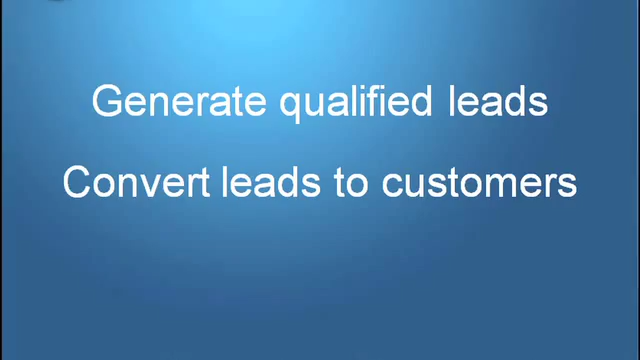 Generate qualified leads
Convert leads to customers